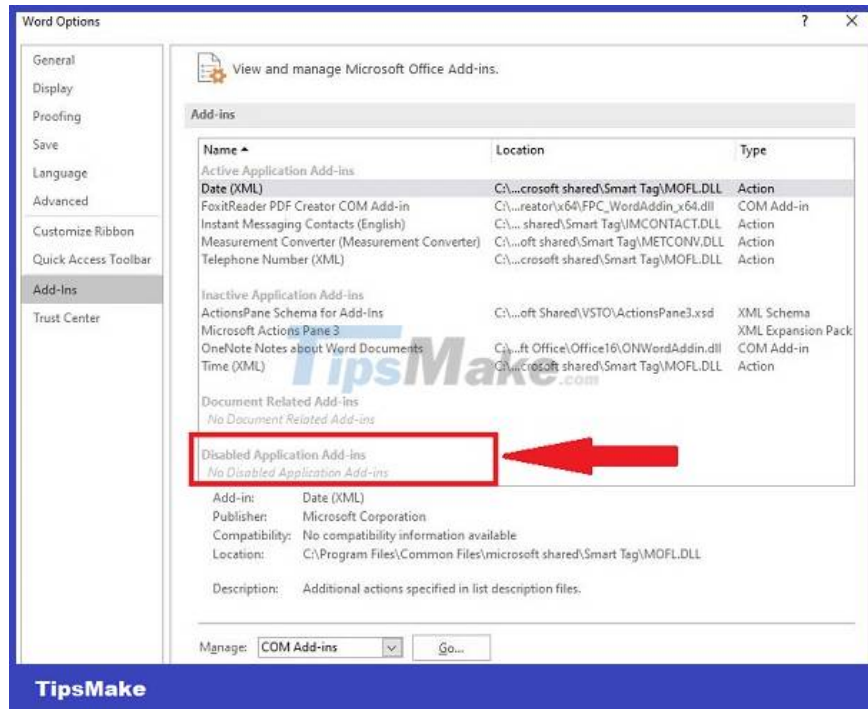 Word Options
?
General
Display
Proofing
Save
Language
Advanced
Customize Ribbon
Quick Access Toolbar
Add-Ins
Trust Center
View and manage Microsoft Office Add-ins.
Add-ins
Name Location Type
Active Application Add-ins
Date (XML) C:\...crosoft shared\Smart Tag\MOFL.DLL Action
FoxitReader PDF Creator COM Add-in C:\...reator\x64\FPC_WordAddin_x64.dll COM Add-in
Instant Messaging Contacts (English) C:\... shared\Smart Tag\IMCONTACT.DLL Action
Measurement Converter (Measurement Converter) C:\...oft shared\Smart Tag\METCONV.DLL Action
Telephone Number (XML) C:\...crosoft shared\Smart Tag\MOFL.DLL Action
Inactive Application Add-ins
ActionsPane Schema for Add-Ins C:\...oft Shared\VSTO\ActionsPane3.xsd XML Schema
Microsoft Actions Pane 3 XML Expansion Pack
OneNote Notes about Word Documents C:\...ft Office\Office16\ONWordAddin.dll COM Add-in
Time (XML) C:\...crosoft shared\Smart Tag\MOFL.DLL Action
TipsMake.com
Document Related Add-ins
No Document Related Add-ins
Disabled Application Add-ins
No Disabled Application Add-ins
Add-in: Date (XML)
Publisher: Microsoft Corporation
Compatibility: No compatibility information available
Location: C:\Program Files\Common Files\microsoft shared\Smart Tag\MOFL.DLL
Description: Additional actions specified in list description files.
Manage: COM Add-ins Go...
TipsMake